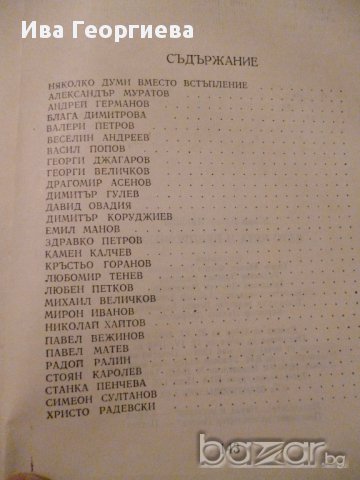 Ива Георгиева
СЪДЪРЖАНИЕ
НЯКОЛКО ДУМИ ВМЕСТО ВСТЪПЛЕНИЕ
АЛЕКСАНДЪР МУРАТОВ
АНДРЕЙ ГЕРМАНОВ
БЛАГА ДИМИТРОВА
ВАЛЕРИ ПЕТРОВ
ВЕСЕЛИН АНДРЕЕВ
ВАСИЛ ПОПОВ
ГЕОРГИ ДЖАГАРОВ
ГЕОРГИ ВЕЛИЧКОВ
ДРАГОМИР АСЕНОВ
ДИМИТЪР ГУЛЕВ
ДАВИД ОВАДИЯ
ДИМИТЪР КОРУДЖИЕВ
ЕМИЛ МАНОВ
ЗДРАВКО ПЕТРОВ
КАМЕН КАЛЧЕВ
КРЪСТЬО ГОРАНОВ
ЛЮБОМИР ТЕНЕВ
ЛЮБЕН ПЕТКОВ
МИХАИЛ ВЕЛИЧКОВ
МИРОН ИВАНОВ
НИКОЛАЙ ХАЙТОВ
ПАВЕЛ ВЕЖИНОВ
ПАВЕЛ МАТЕВ
РАДОЙ РАЛИН
СТОЯН КАРОЛЕВ
СТАНКА ПЕНЧЕВА
СИМЕОН СУЛТАНОВ
ХРИСТО РАДЕВСКИ
bazar.bg